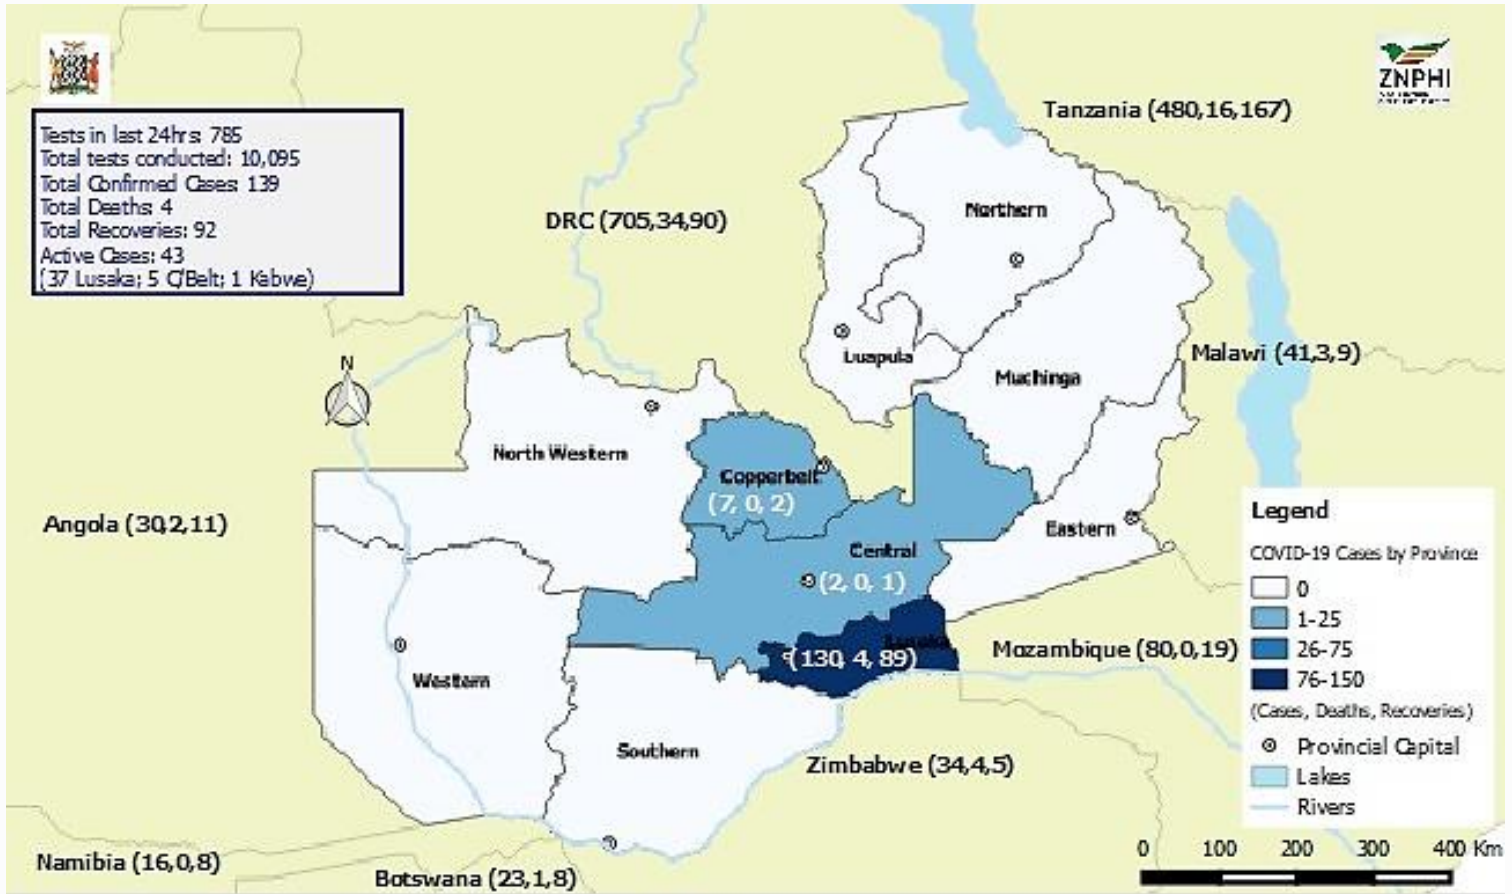 Tests in last 24hrs: 785
Total tests conducted: 10,095
Total Confirmed Cases: 139
Total Deaths: 4
Total Recoveries: 92
Active Cases: 43
(37 Lusaka; 5 C/Belt; 1 Kabwe)
ZNPHI
Tanzania (480,16,167)
DRC (705,34,90)
Northern
Malawi (41,3,9)
Luapula
Muchinga
N
North Western
Copperbelt
(7, 0, 2)
Angola (30,2,11)
Eastern
Central
(2, 0, 1)
Lusaka
(130, 4, 89)
Mozambique (80,0,19)
Western
Southern
Zimbabwe (34,4,5)
Namibia (16,0,8)
Botswana (23,1,8)
Legend
COVID-19 Cases by Province
0
1-25
26-75
76-150
(Cases, Deaths, Recoveries)
Provincial Capital
Lakes
Rivers
0 100 200 300 400 Km